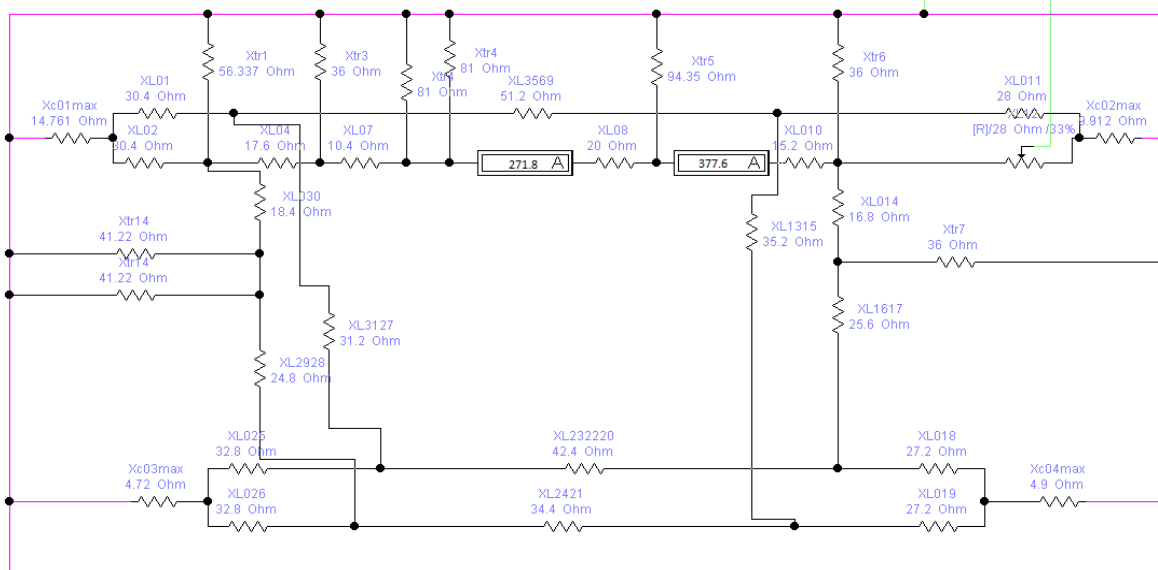 Xtr1
56.337 Ohm
Xtr3
36 Ohm
Xtr4
81 Ohm
Xtr4
81 Ohm
Xtr5
94.35 Ohm
Xtr6
36 Ohm
XL01
30.4 Ohm
XL3569
51.2 Ohm
XL011
28 Ohm
Xc01max
14.761 Ohm
Xc02max
9.912 Ohm
XL02
30.4 Ohm
XL04
17.6 Ohm
XL07
10.4 Ohm
271.8 A
XL08
20 Ohm
377.6 A
XL010
15.2 Ohm
[R]/28 Ohm /33%
XL030
18.4 Ohm
XL014
16.8 Ohm
Xtr14
41.22 Ohm
Xtr14
41.22 Ohm
XL1315
35.2 Ohm
Xtr7
36 Ohm
XL3127
31.2 Ohm
XL1617
25.6 Ohm
XL2928
24.8 Ohm
XL025
32.8 Ohm
XL232220
42.4 Ohm
XL018
27.2 Ohm
Xc03max
4.72 Ohm
Xc04max
4.9 Ohm
XL026
32.8 Ohm
XL2421
34.4 Ohm
XL019
27.2 Ohm